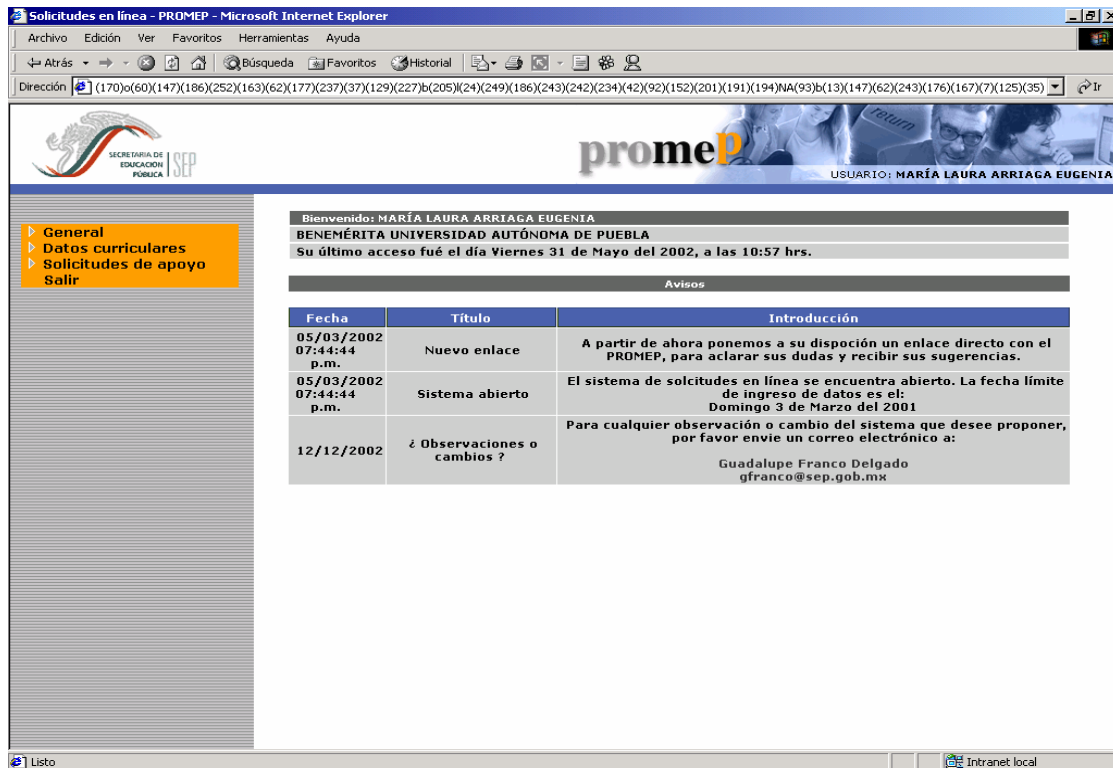 Solicitudes en línea - PROMEP - Microsoft Internet Explorer
Archivo Edición Ver Favoritos Herramientas Ayuda
Atrás Búsqueda Favoritos Historial
Dirección (170)o(60)(147)(186)(252)(163)(62)(177)(237)(37)(129)(227)b(205)l(24)(249)(186)(243)(242)(234)(42)(92)(152)(201)(191)(194)NA(93)b(13)(147)(62)(243)(176)(167)(7)(125)(35) Ir
SECRETARIA DE
EDUCACION
PÚBLICA
SEP
promep
return
USUARIO: MARÍA LAURA ARRIAGA EUGENIA
General
Datos curriculares
Solicitudes de apoyo
Salir
Bienvenido: MARÍA LAURA ARRIAGA EUGENIA
BENEMÉRITA UNIVERSIDAD AUTÓNOMA DE PUEBLA
Su último acceso fué el día Viernes 31 de Mayo del 2002, a las 10:57 hrs.
Avisos
Fecha Título Introducción
05/03/2002
07:44:44
p.m.
Nuevo enlace
A partir de ahora ponemos a su dispoción un enlace directo con el
PROMEP, para aclarar sus dudas y recibir sus sugerencias.
05/03/2002
07:44:44
p.m.
Sistema abierto
El sistema de solcitudes en línea se encuentra abierto. La fecha límite
de ingreso de datos es el:
Domingo 3 de Marzo del 2001
12/12/2002
¿ Observaciones o
cambios ?
Para cualquier observación o cambio del sistema que desee proponer,
por favor envie un correo electrónico a:
Guadalupe Franco Delgado
gfranco@sep.gob.mx
Listo
Intranet local